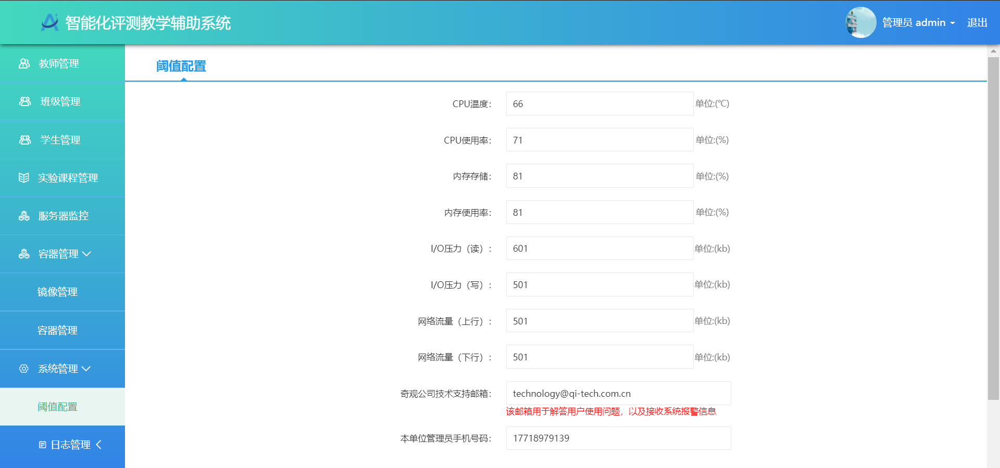 智能化评测教学辅助系统
管理员 admin
退出
教师管理
班级管理
学生管理
实验课程管理
服务器监控
容器管理
镜像管理
容器管理
系统管理
阈值配置
日志管理
阈值配置
CPU温度： 66 单位:(℃)
CPU使用率： 71 单位:(%)
内存存储： 81 单位:(%)
内存使用率： 81 单位:(%)
I/O压力（读）： 601 单位:(kb)
I/O压力（写）： 501 单位:(kb)
网络流量（上行）： 501 单位:(kb)
网络流量（下行）： 501 单位:(kb)
奇观公司技术支持邮箱： technology@qi-tech.com.cn
该邮箱用于解答用户使用问题，以及接收系统报警信息
本单位管理员手机号码： 17718979139